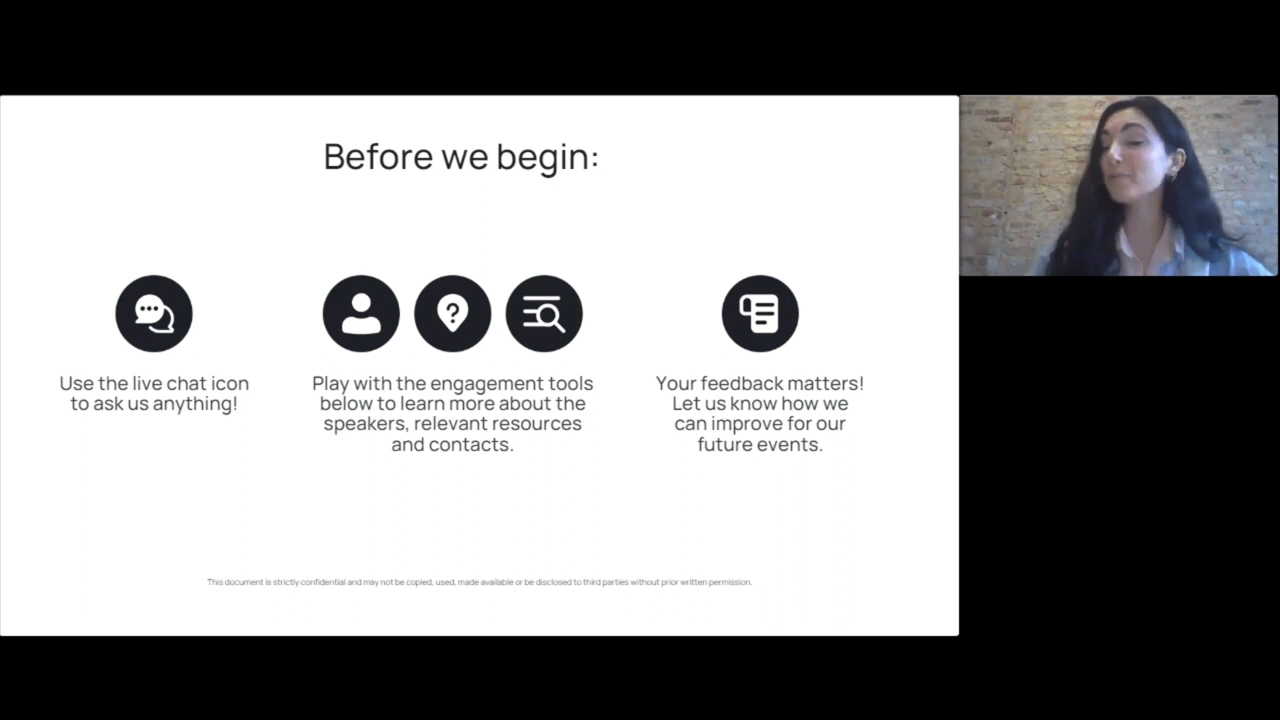 Before we begin:
Use the live chat icon
to ask us anything!
Play with the engagement tools
below to learn more about the
speakers, relevant resources
and contacts.
Your feedback matters!
Let us know how we
can improve for our
future events.
This document is strictly confidential and may not be copied, used, made available or be disclosed to third parties without prior written permission.